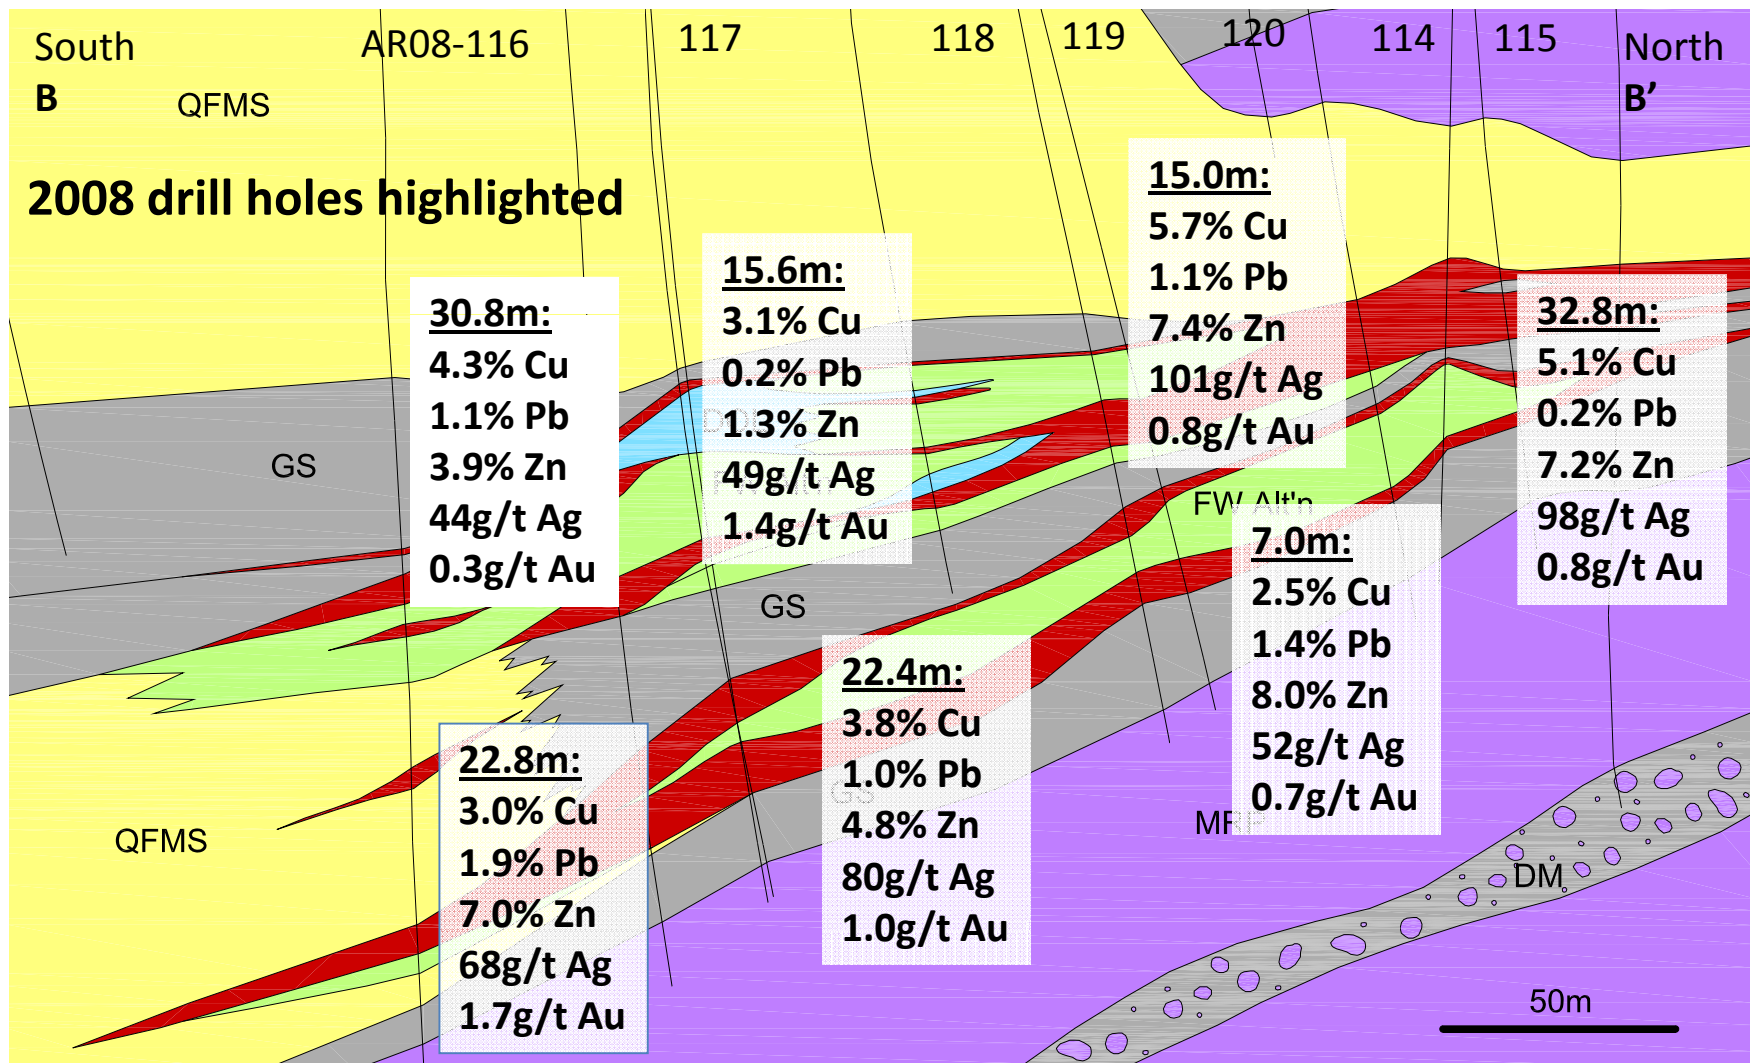 South
B
AR08-116
117
118
119
120
114
115
North
B’
QFMS
2008 drill holes highlighted
15.0m:
5.7% Cu
1.1% Pb
7.4% Zn
101g/t Ag
0.8g/t Au
15.6m:
3.1% Cu
0.2% Pb
1.3% Zn
49g/t Ag
1.4g/t Au
30.8m:
4.3% Cu
1.1% Pb
3.9% Zn
44g/t Ag
0.3g/t Au
32.8m:
5.1% Cu
0.2% Pb
7.2% Zn
98g/t Ag
0.8g/t Au
GS
FW Alt'n
7.0m:
2.5% Cu
1.4% Pb
8.0% Zn
52g/t Ag
0.7g/t Au
GS
22.4m:
3.8% Cu
1.0% Pb
4.8% Zn
80g/t Ag
1.0g/t Au
GS
22.8m:
3.0% Cu
1.9% Pb
7.0% Zn
68g/t Ag
1.7g/t Au
QFMS
MRP
DM
50m